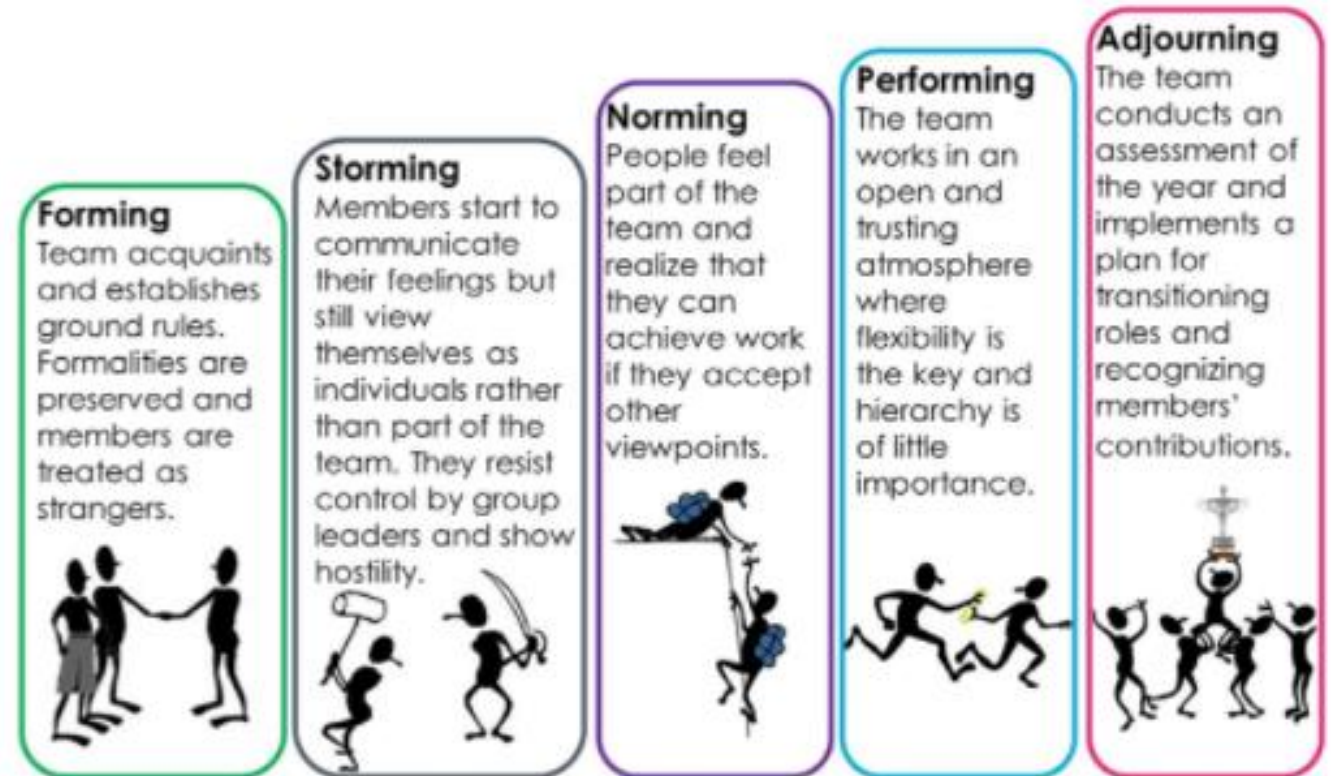 Forming
Team acquaints
and establishes
ground rules.
Formalities are
preserved and
members are
treated as
strangers.
Storming
Members start to
communicate
their feelings but
still view
themselves as
individuals rather
than part of the
team. They resist
control by group
leaders and show
hostility.
Norming
People feel
part of the
team and
realize that
they can
achieve work
if they accept
other
viewpoints.
Performing
The team
works in an
open and
trusting
atmosphere
where
flexibility is
the key and
hierarchy is
of little
importance.
Adjourning
The team
conducts an
assessment of
the year and
implements a
plan for
transitioning
roles and
recognizing
members'
contributions.